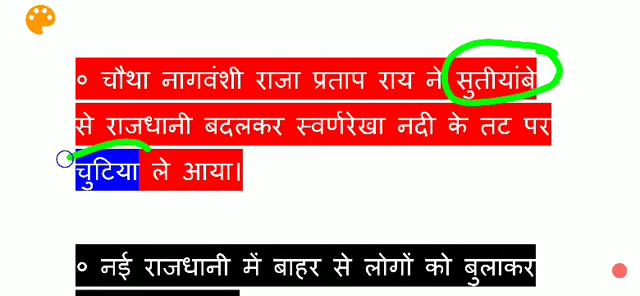 ० चौथा नागवंशी राजा प्रताप राय ने सुतीयांबे
से राजधानी बदलकर स्वर्णरेखा नदी के तट पर
चुटिया ले आया।
० नई राजधानी में बाहर से लोगों को बुलाकर